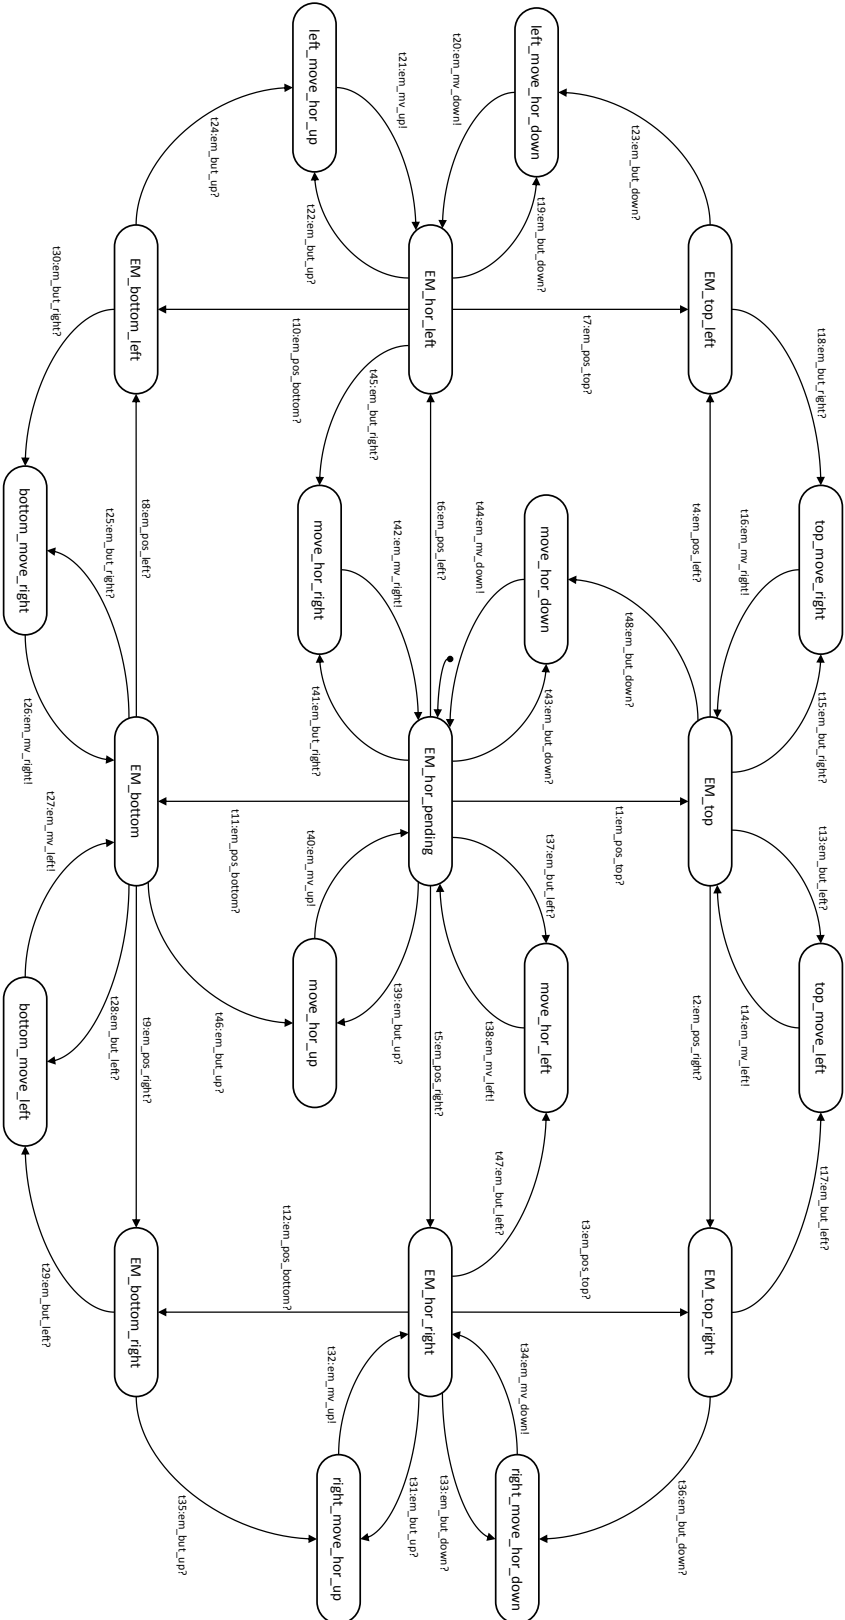 top_move_right
top_move_left
t18:em_but_right?
t16:em_mv_right!
t15:em_but_right?
t13:em_but_left?
t14:em_mv_left!
t17:em_but_left?
EM_top_left
EM_top
EM_top_right
t4:em_pos_left?
t2:em_pos_right?
t23:em_but_down?
t48:em_but_down?
t36:em_but_down?
t7:em_pos_top?
t1:em_pos_top?
t3:em_pos_top?
left_move_hor_down
move_hor_down
move_hor_left
right_move_hor_down
t19:em_but_down?
t43:em_but_down?
t37:em_but_left?
t47:em_but_left?
t34:em_mv_down!
t20:em_mv_down!
t44:em_mv_down!
t38:em_mv_left!
t33:em_but_down?
EM_hor_left
EM_hor_pending
EM_hor_right
t6:em_pos_left?
t5:em_pos_right?
t21:em_mv_up!
t42:em_mv_right!
t39:em_but_up?
t31:em_but_up?
t45:em_but_right?
left_move_hor_up
move_hor_right
move_hor_up
right_move_hor_up
t22:em_but_up?
t41:em_but_right?
t40:em_mv_up!
t32:em_mv_up!
t10:em_pos_bottom?
t11:em_pos_bottom?
t12:em_pos_bottom?
t24:em_but_up?
t46:em_but_up?
t35:em_but_up?
EM_bottom_left
EM_bottom
EM_bottom_right
t8:em_pos_left?
t9:em_pos_right?
t30:em_but_right?
t25:em_but_right?
t26:em_mv_right!
t27:em_mv_left!
t28:em_but_left?
t29:em_but_left?
bottom_move_right
bottom_move_left